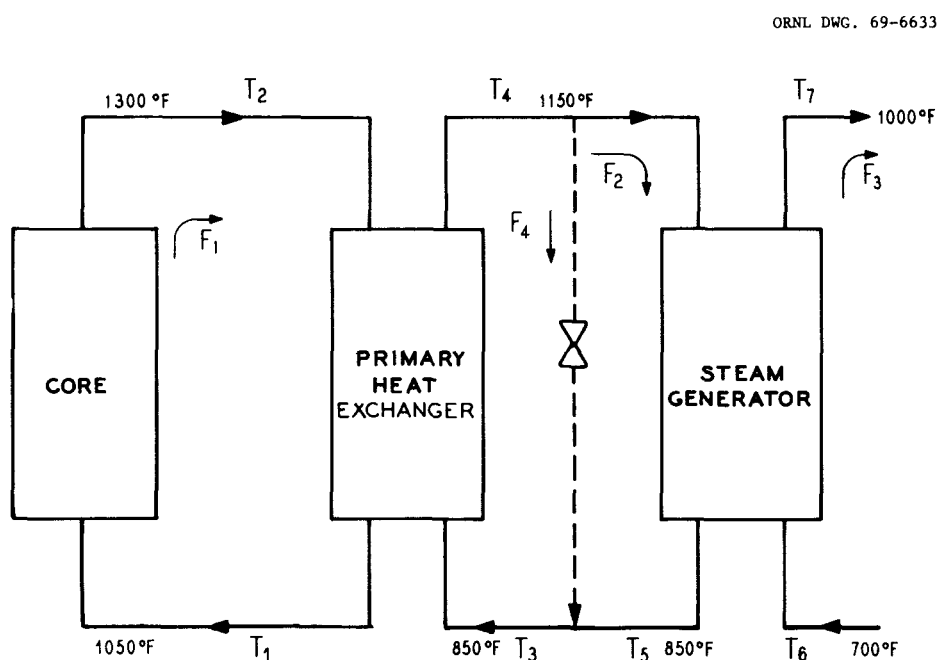 ORNL DWG. 69-6633
1300 °F
T2
T4
1150°F
T7
1000°F
F1
F4
F2
F3
CORE
PRIMARY
HEAT
EXCHANGER
STEAM
GENERATOR
1050°F
T1
850°F
T3
T5
850°F
T6
700°F